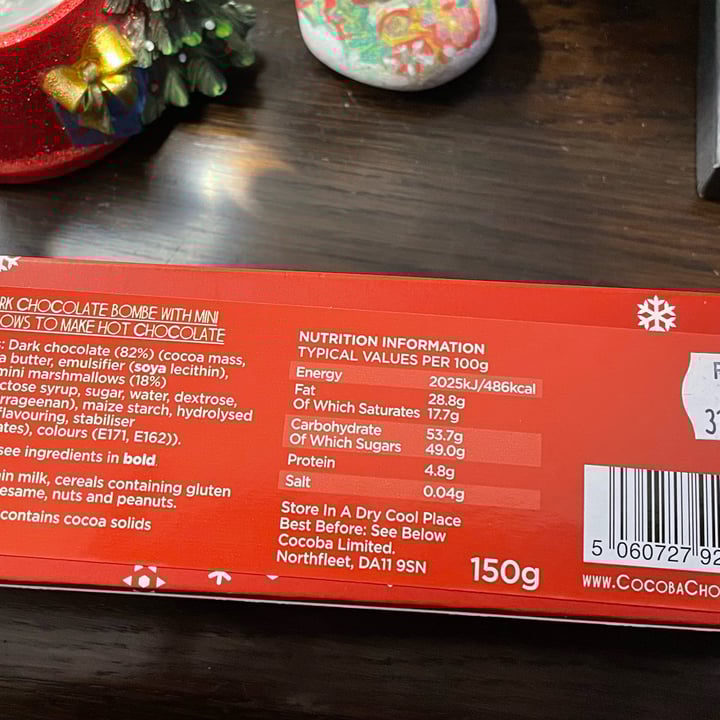 RK CHOCOLATE BOMBE WITH MINI
OWS TO MAKE HOT CHOCOLATE
: Dark chocolate (82%) (cocoa mass,
a butter, emulsifier (soya lecithin),
mini marshmallows (18%)
ctose syrup, sugar, water, dextrose,
rrageenan), maize starch, hydrolysed
flavouring, stabiliser
ates), colours (E171, E162)).
see ingredients in bold.
in milk, cereals containing gluten
esame, nuts and peanuts.
contains cocoa solids
NUTRITION INFORMATION
TYPICAL VALUES PER 100g
Energy 2025kJ/486kcal
Fat 28.8g
Of Which Saturates 17.7g
Carbohydrate 53.7g
Of Which Sugars 49.0g
Protein 4.8g
Salt 0.04g
Store In A Dry Cool Place
Best Before: See Below
Cocoba Limited.
Northfleet, DA11 9SN
150g
5 060727 92
WWW.COCOBACHO